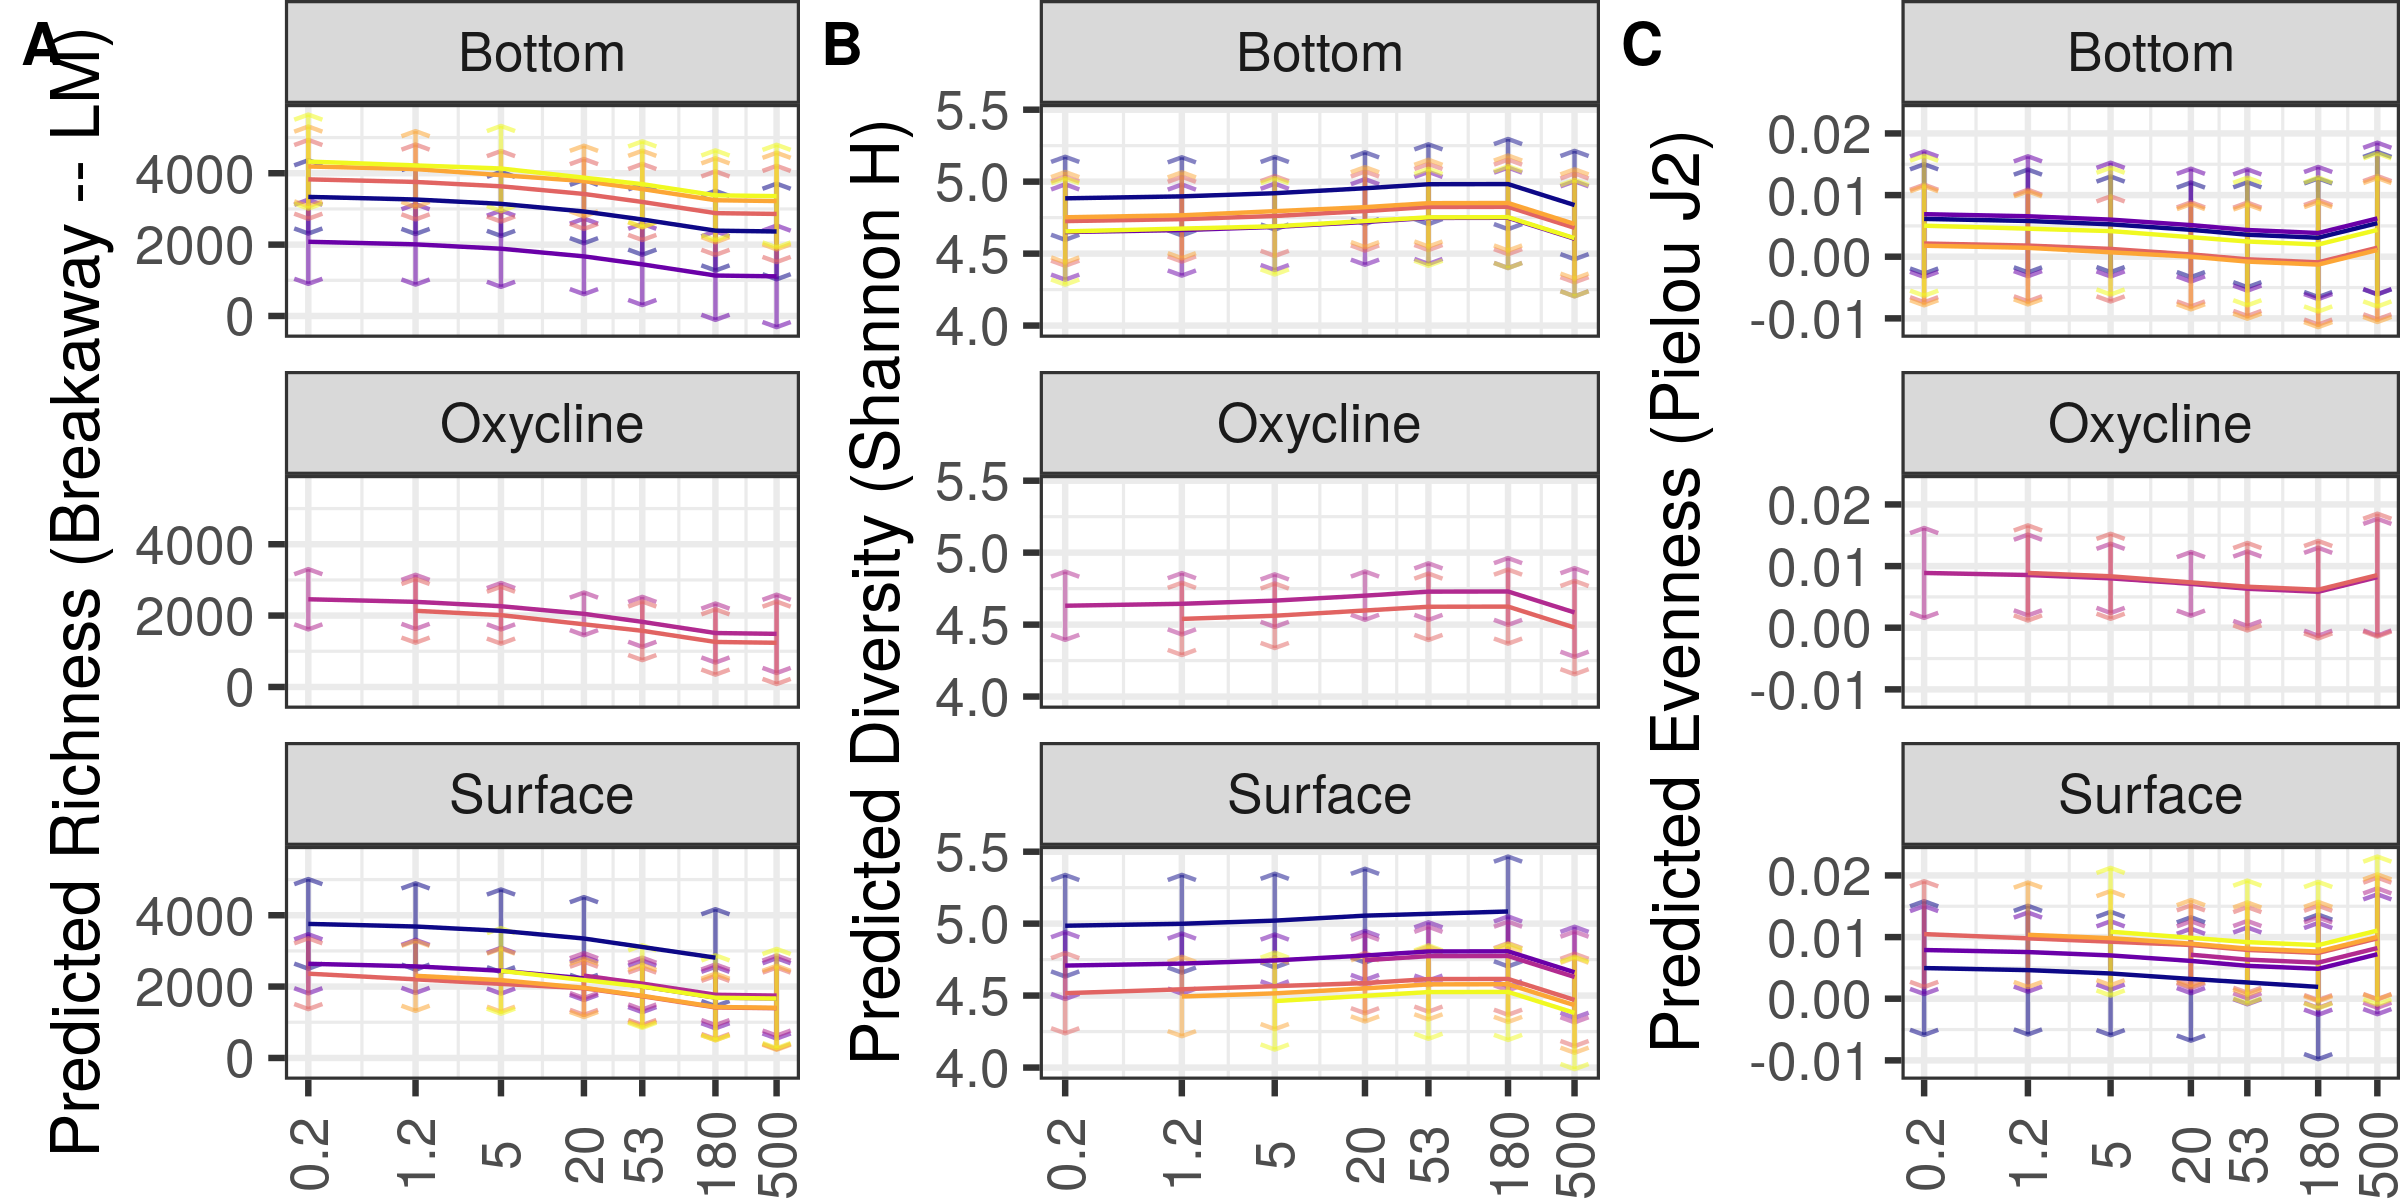 A
Predicted Richness (Breakaway -- LM)
Bottom
4000
2000
0
Oxycline
4000
2000
0
Surface
4000
2000
0
0.2 1.2 5 20 53 180 500
B
Predicted Diversity (Shannon H)
Bottom
5.5
5.0
4.5
4.0
Oxycline
5.5
5.0
4.5
4.0
Surface
5.5
5.0
4.5
4.0
0.2 1.2 5 20 53 180 500
C
Predicted Evenness (Pielou J2)
Bottom
0.02
0.01
0.00
-0.01
Oxycline
0.02
0.01
0.00
-0.01
Surface
0.02
0.01
0.00
-0.01
0.2 1.2 5 20 53 180 500